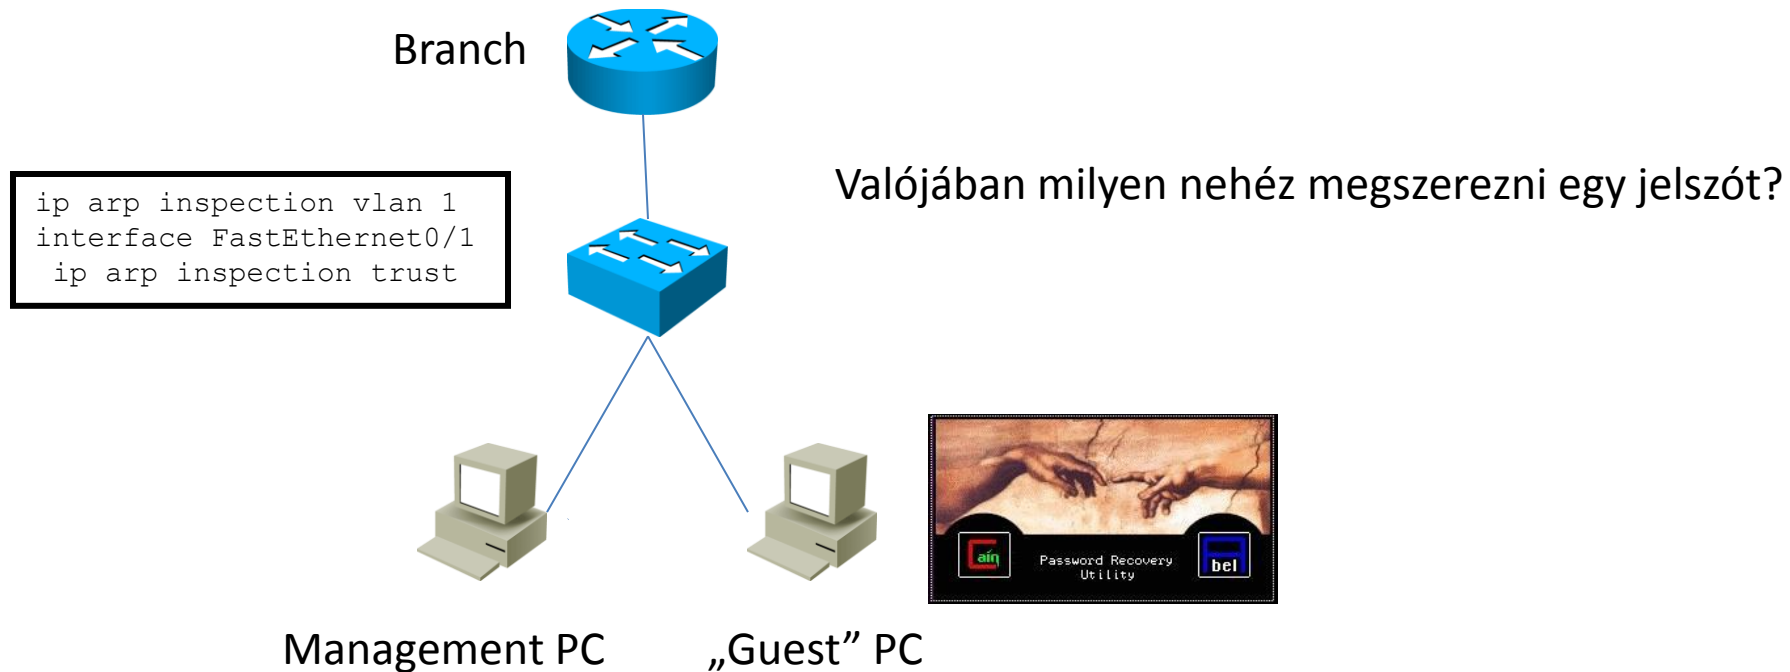 Branch
Valójában milyen nehéz megszerezni egy jelszót?
ip arp inspection vlan 1
interface FastEthernet0/1
ip arp inspection trust
Cain
Password Recovery
Utility
Abel
Management PC
„Guest” PC